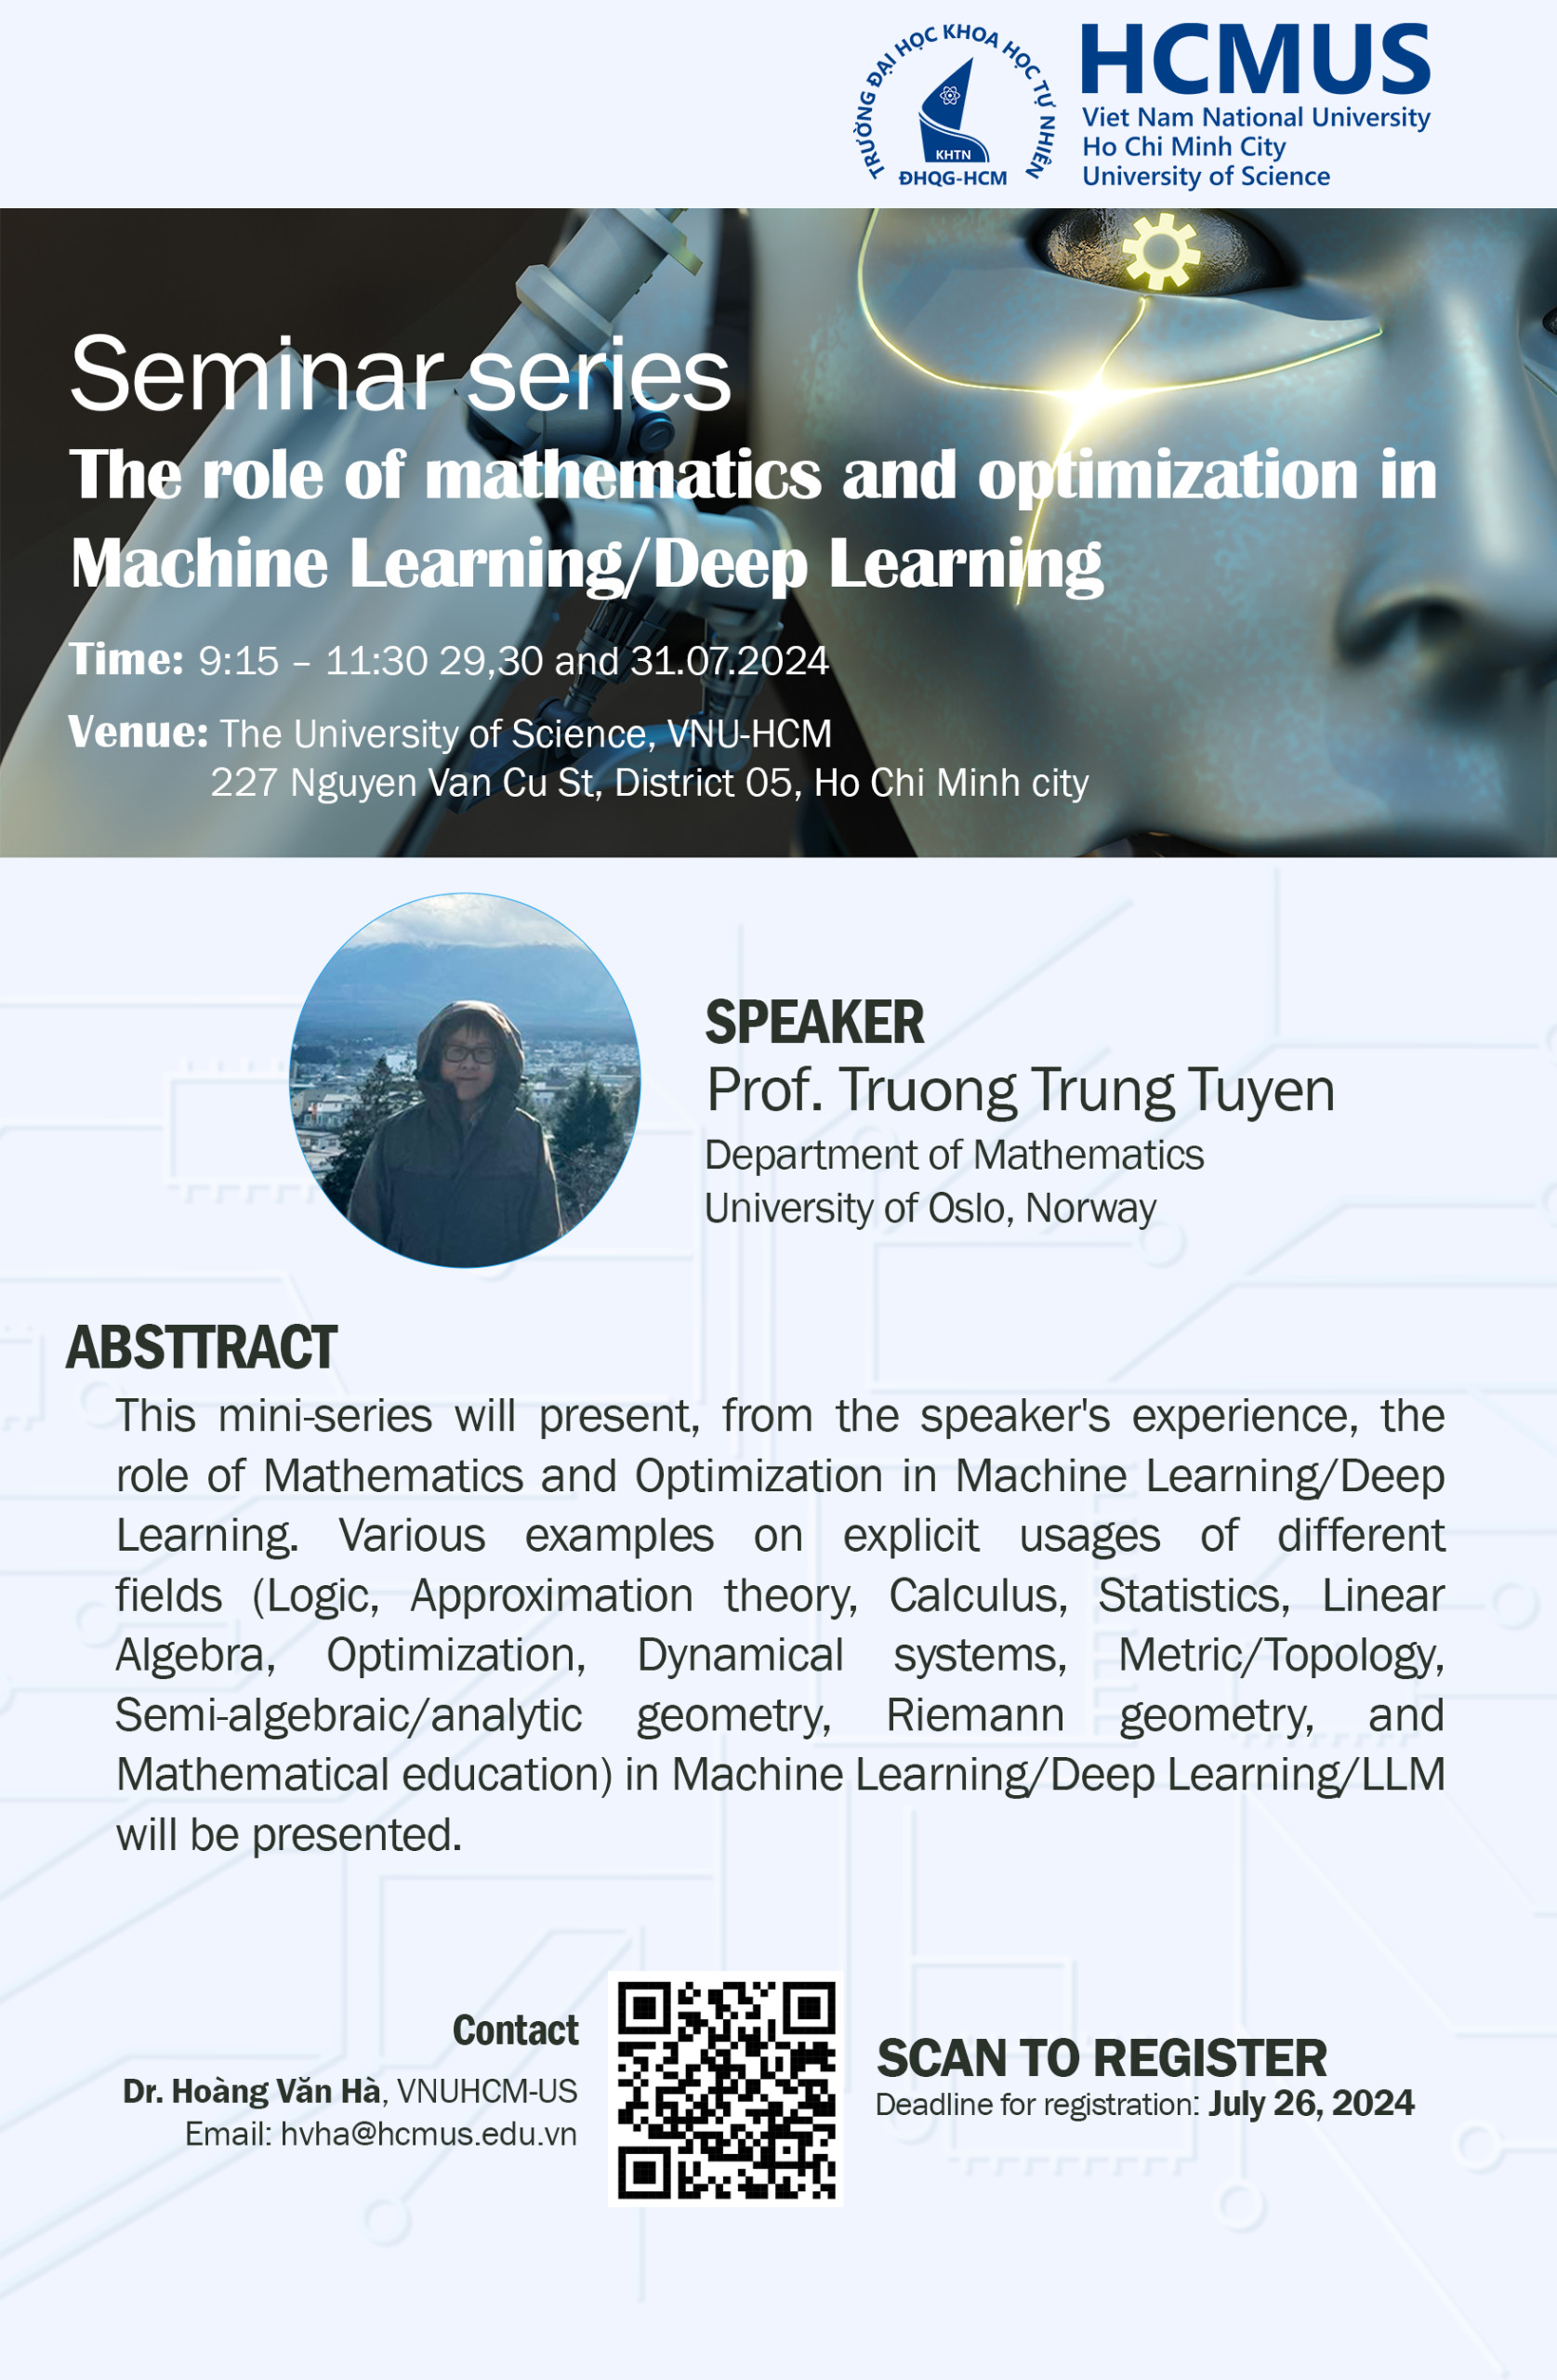 TRƯỜNG ĐẠI HỌC KHOA HỌC TỰ NHIÊN
KHTN
ĐHQG-HCM
HCMUS
Viet Nam National University
Ho Chi Minh City
University of Science
Seminar series
The role of mathematics and optimization in
Machine Learning/Deep Learning
Time: 9:15 – 11:30 29,30 and 31.07.2024
Venue: The University of Science, VNU-HCM
227 Nguyen Van Cu St, District 05, Ho Chi Minh city
SPEAKER
Prof. Truong Trung Tuyen
Department of Mathematics
University of Oslo, Norway
ABSTTRACT
This mini-series will present, from the speaker's experience, the
role of Mathematics and Optimization in Machine Learning/Deep
Learning. Various examples on explicit usages of different
fields (Logic, Approximation theory, Calculus, Statistics, Linear
Algebra, Optimization, Dynamical systems, Metric/Topology,
Semi-algebraic/analytic geometry, Riemann geometry, and
Mathematical education) in Machine Learning/Deep Learning/LLM
will be presented.
Contact
Dr. Hoàng Văn Hà, VNUHCM-US
Email: hvha@hcmus.edu.vn
SCAN TO REGISTER
Deadline for registration: July 26, 2024